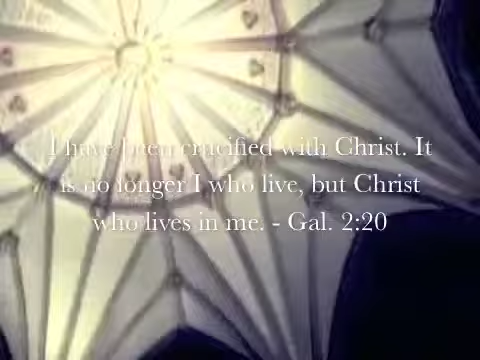 I have been crucified with Christ. It
is no longer I who live, but Christ
who lives in me. - Gal. 2:20